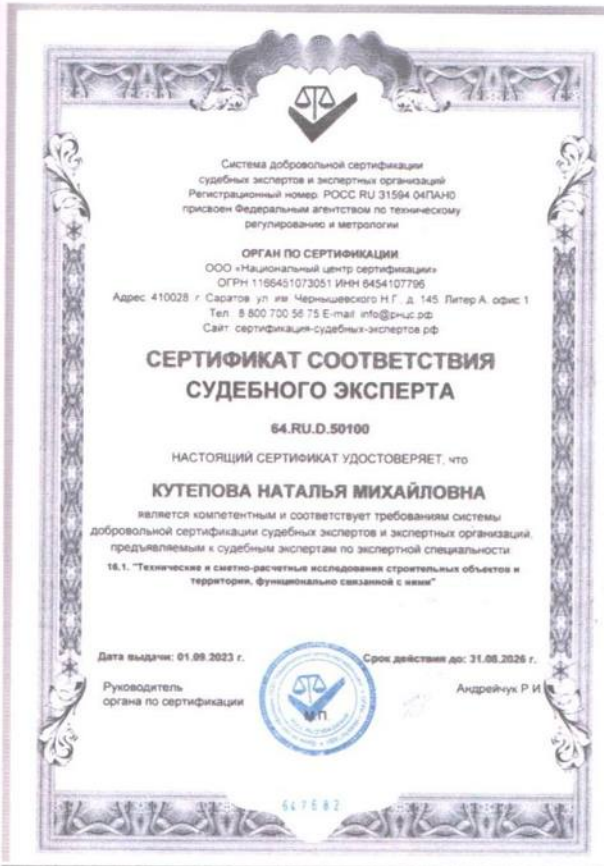 Система добровольной сертификации
судебных экспертов и экспертных организаций
Регистрационный номер РОСС RU 31594 04ПАН0
присвоен Федеральным агентством по техническому
регулированию и метрологии
ОРГАН ПО СЕРТИФИКАЦИИ
ООО «Национальный центр сертификации»
ОГРН 1166451073051 ИНН 6454107796
Адрес 410028 г Саратов ул им Чернышевского Н.Г. д. 145. Литер А. офис 1
Тел 8 800 700 56 75 E-mail info@рнцс.рф
Сайт сертификация-судебных-экспертов.рф
СЕРТИФИКАТ СООТВЕТСТВИЯ
СУДЕБНОГО ЭКСПЕРТА
64.RU.D.50100
НАСТОЯЩИЙ СЕРТИФИКАТ УДОСТОВЕРЯЕТ, что
КУТЕПОВА НАТАЛЬЯ МИХАЙЛОВНА
является компетентным и соответствует требованиям системы
добровольной сертификации судебных экспертов и экспертных организаций,
предъявляемым к судебным экспертам по экспертной специальности
16.1. "Технические и сметно-расчетные исследования строительных объектов и
территории, функционально связанной с ними"
Дата выдачи: 01.09.2023 г. Срок действия до: 31.08.2026 г.
Руководитель
органа по сертификации
Андрейчук Р И
М.П.
647682